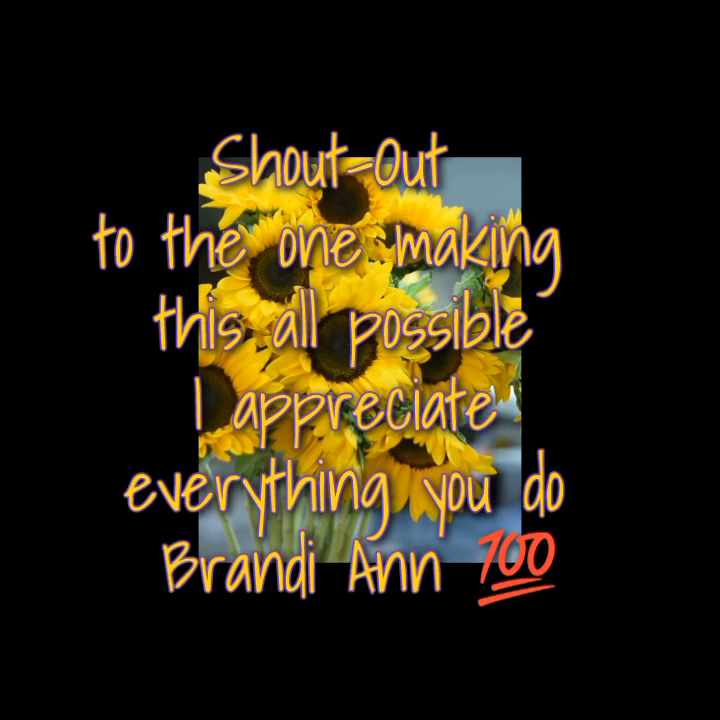 Shout-Out
to the one making
this all possible
I appreciate
everything you do
Brandi Ann 💯